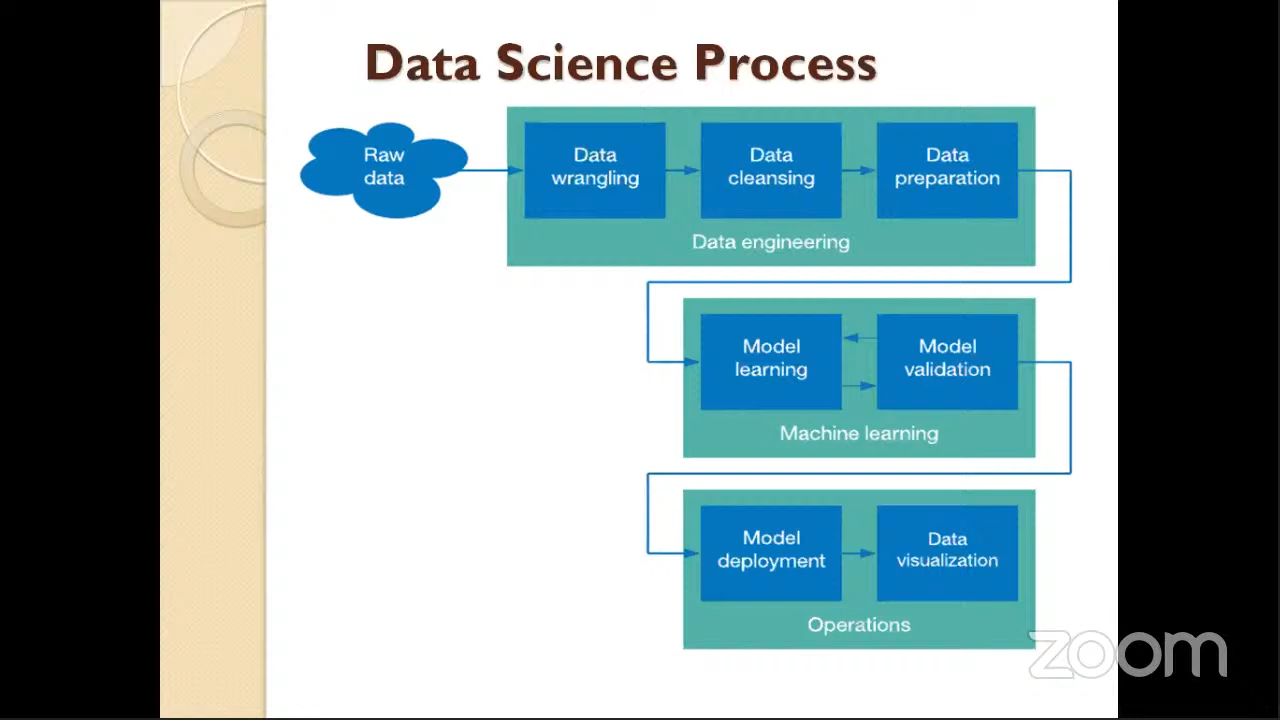 Data Science Process
Raw
data
Data
wrangling
Data
cleansing
Data
preparation
Data engineering
Model
learning
Model
validation
Machine learning
Model
deployment
Data
visualization
Operations
zoom